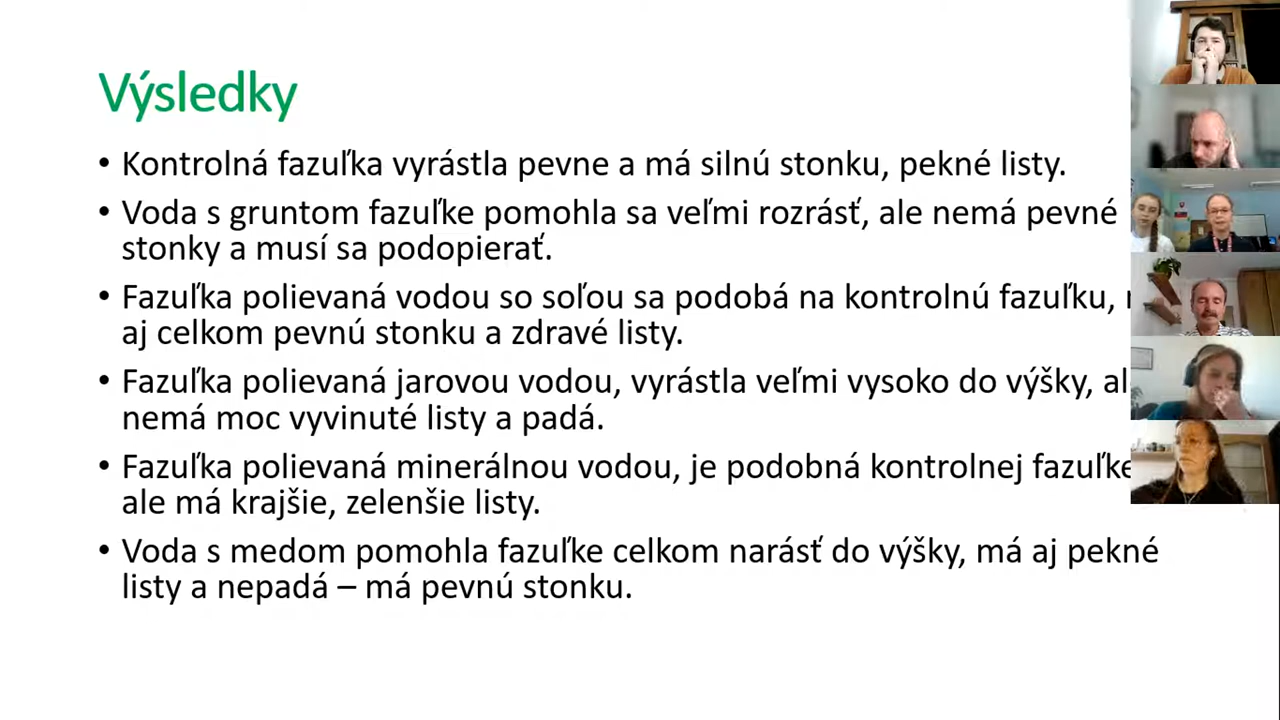 Výsledky
• Kontrolná fazuľka vyrástla pevne a má silnú stonku, pekné listy.
• Voda s gruntom fazuľke pomohla sa veľmi rozrásť, ale nemá pevné
stonky a musí sa podopierať.
• Fazuľka polievaná vodou so soľou sa podobá na kontrolnú fazuľku,
aj celkom pevnú stonku a zdravé listy.
• Fazuľka polievaná jarovou vodou, vyrástla veľmi vysoko do výšky,
nemá moc vyvinuté listy a padá.
• Fazuľka polievaná minerálnou vodou, je podobná kontrolnej fazuľke
ale má krajšie, zelenšie listy.
• Voda s medom pomohla fazuľke celkom narásť do výšky, má aj pekné
listy a nepadá – má pevnú stonku.